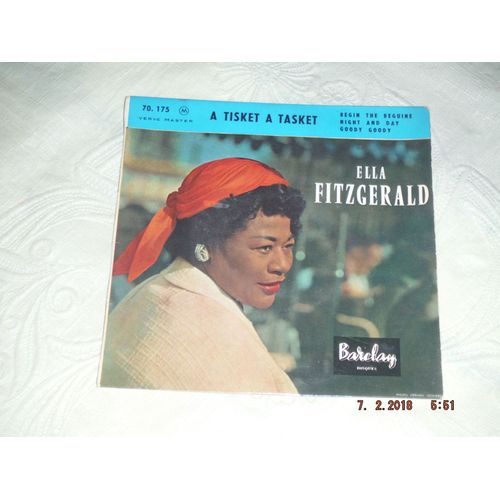 70. 175
M
VERVE MASTER
A TISKET A TASKET
BEGIN THE BEGUINE
NIGHT AND DAY
GOODY GOODY
ELLA
FITZGERALD
Barclay
DISQUES
7. 2.2018 5:51